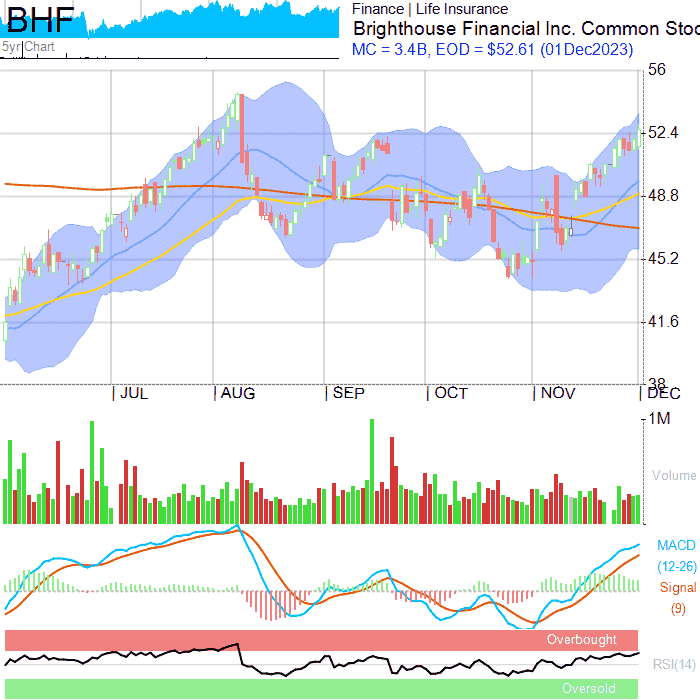 BHF
5yr Chart
Finance | Life Insurance
Brighthouse Financial Inc. Common Stoc
MC = 3.4B, EOD = $52.61 (01Dec2023)
56
52.4
48.8
45.2
41.6
38
JUL AUG SEP OCT NOV DEC
1M
Volume
MACD
(12-26)
Signal
(9)
Overbought
RSI(14)
Oversold